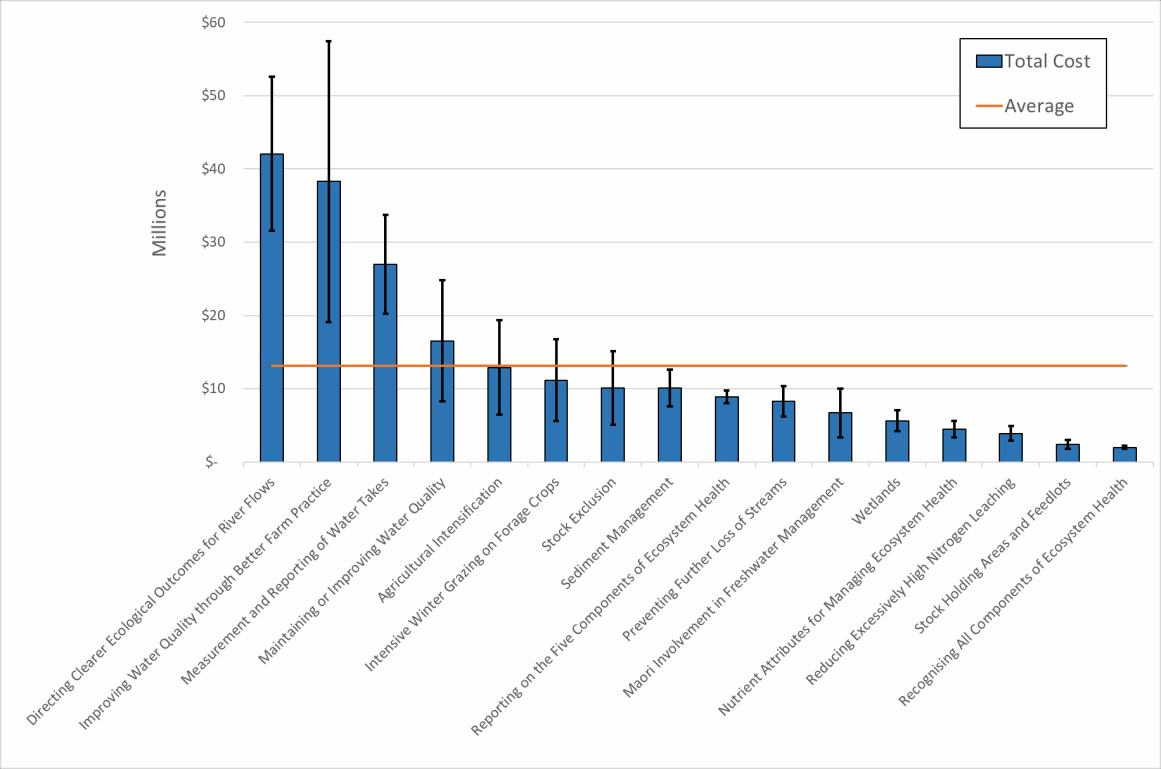 $60
$50
$40
$30
$20
$10
$-
Millions
Total Cost
Average
Directing Clearer Ecological Outcomes for River Flows
Improving Water Quality through Better Farm Practice
Measurement and Reporting of Water Takes
Maintaining or Improving Water Quality
Agricultural Intensification
Intensive Winter Grazing on Forage Crops
Stock Exclusion
Sediment Management
Reporting on the Five Components of Ecosystem Health
Preventing Further Loss of Streams
Maori Involvement in Freshwater Management
Wetlands
Nutrient Attributes for Managing Ecosystem Health
Reducing Excessively High Nitrogen Leaching
Stock Holding Areas and Feedlots
Recognising All Components of Ecosystem Health